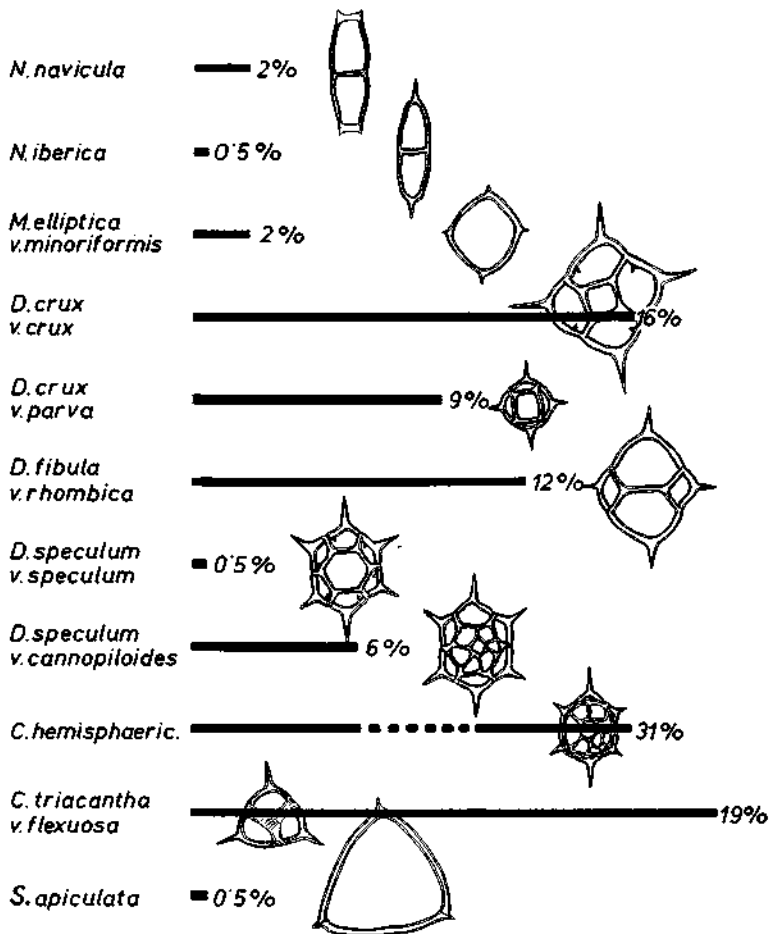 N. navicula 2%
N. iberica 0·5%
M. elliptica
v. minoriformis 2%
D. crux
v. crux 16%
D. crux
v. parva 9%
D. fibula
v. rhombica 12%
D. speculum
v. speculum 0·5%
D. speculum
v. cannopiloides 6%
C. hemisphaeric. 31%
C. triacantha
v. flexuosa 19%
S. apiculata 0·5%